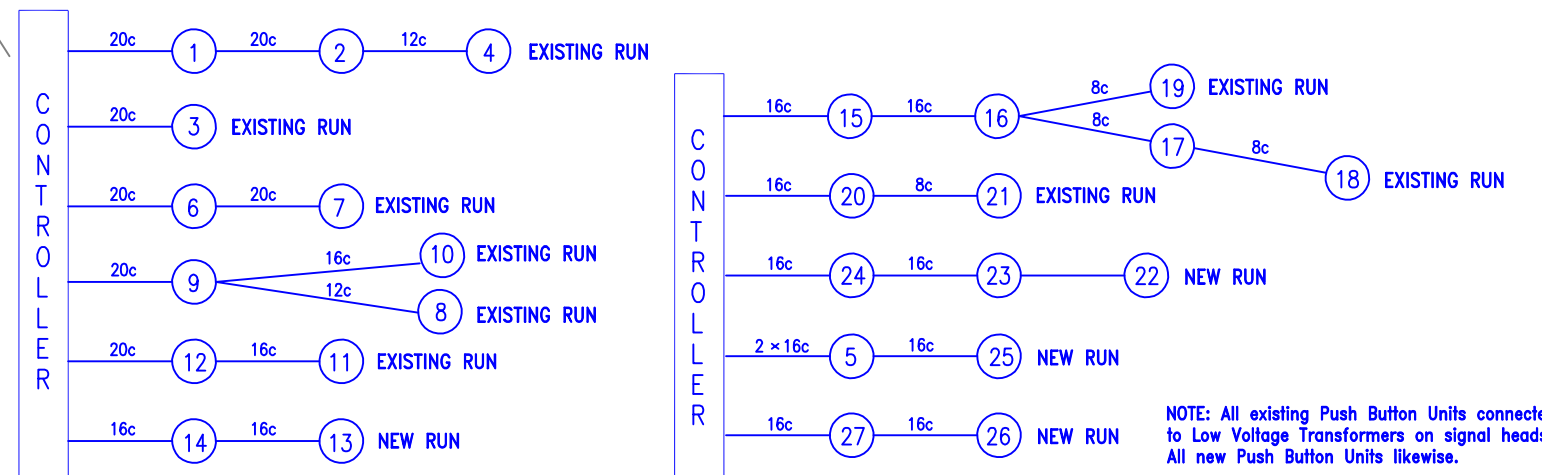 CONTROLLER
20c 1 20c 2 12c 4 EXISTING RUN
20c 3 EXISTING RUN
20c 6 20c 7 EXISTING RUN
20c 9 16c 10 EXISTING RUN
12c 8 EXISTING RUN
20c 12 16c 11 EXISTING RUN
16c 14 16c 13 NEW RUN
CONTROLLER
16c 15 16c 16 8c 19 EXISTING RUN
8c 17 8c 18 EXISTING RUN
16c 20 8c 21 EXISTING RUN
16c 24 16c 23 22 NEW RUN
2 × 16c 5 16c 25 NEW RUN
16c 27 16c 26 NEW RUN
NOTE: All existing Push Button Units connecte
to Low Voltage Transformers on signal heads
All new Push Button Units likewise.